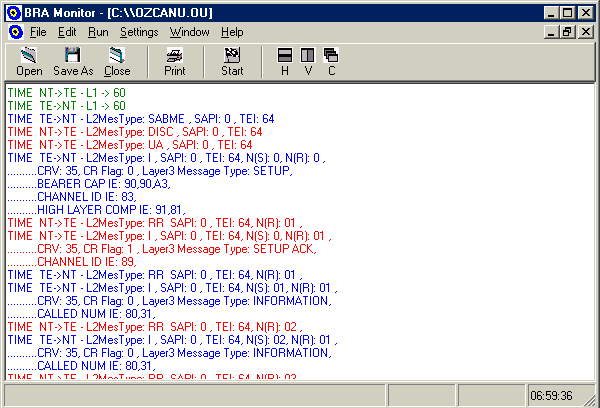 BRA Monitor - [C:\\OZCANU.OU]
File Edit Run Settings Window Help
Open Save As Close Print Start H V C
TIME NT->TE - L1 -> 60
TIME TE->NT - L1 -> 60
TIME TE->NT - L2MesType: SABME , SAPI: 0 , TEI: 64
TIME NT->TE - L2MesType: DISC , SAPI: 0 , TEI: 64
TIME NT->TE - L2MesType: UA , SAPI: 0 , TEI: 64
TIME TE->NT - L2MesType: I , SAPI: 0 , TEI: 64, N(S): 0, N(R): 0 ,
..........CRV: 35, CR Flag: 0 , Layer3 Message Type: SETUP,
..........BEARER CAP IE: 90,90,A3,
..........CHANNEL ID IE: 83,
..........HIGH LAYER COMP IE: 91,81,
TIME NT->TE - L2MesType: RR SAPI: 0 , TEI: 64, N(R): 01 ,
TIME NT->TE - L2MesType: I , SAPI: 0 , TEI: 64, N(S): 0, N(R): 01 ,
..........CRV: 35, CR Flag: 1 , Layer3 Message Type: SETUP ACK,
..........CHANNEL ID IE: 89,
TIME TE->NT - L2MesType: RR SAPI: 0 , TEI: 64, N(R): 01 ,
TIME TE->NT - L2MesType: I , SAPI: 0 , TEI: 64, N(S): 01, N(R): 01 ,
..........CRV: 35, CR Flag: 0 , Layer3 Message Type: INFORMATION,
..........CALLED NUM IE: 80,31,
TIME NT->TE - L2MesType: RR SAPI: 0 , TEI: 64, N(R): 02 ,
TIME TE->NT - L2MesType: I , SAPI: 0 , TEI: 64, N(S): 02, N(R): 01 ,
..........CRV: 35, CR Flag: 0 , Layer3 Message Type: INFORMATION,
..........CALLED NUM IE: 80,31,
TIME NT->TE - L2MesType: RR SAPI: 0 , TEI: 64, N(R): 03
06:59:36